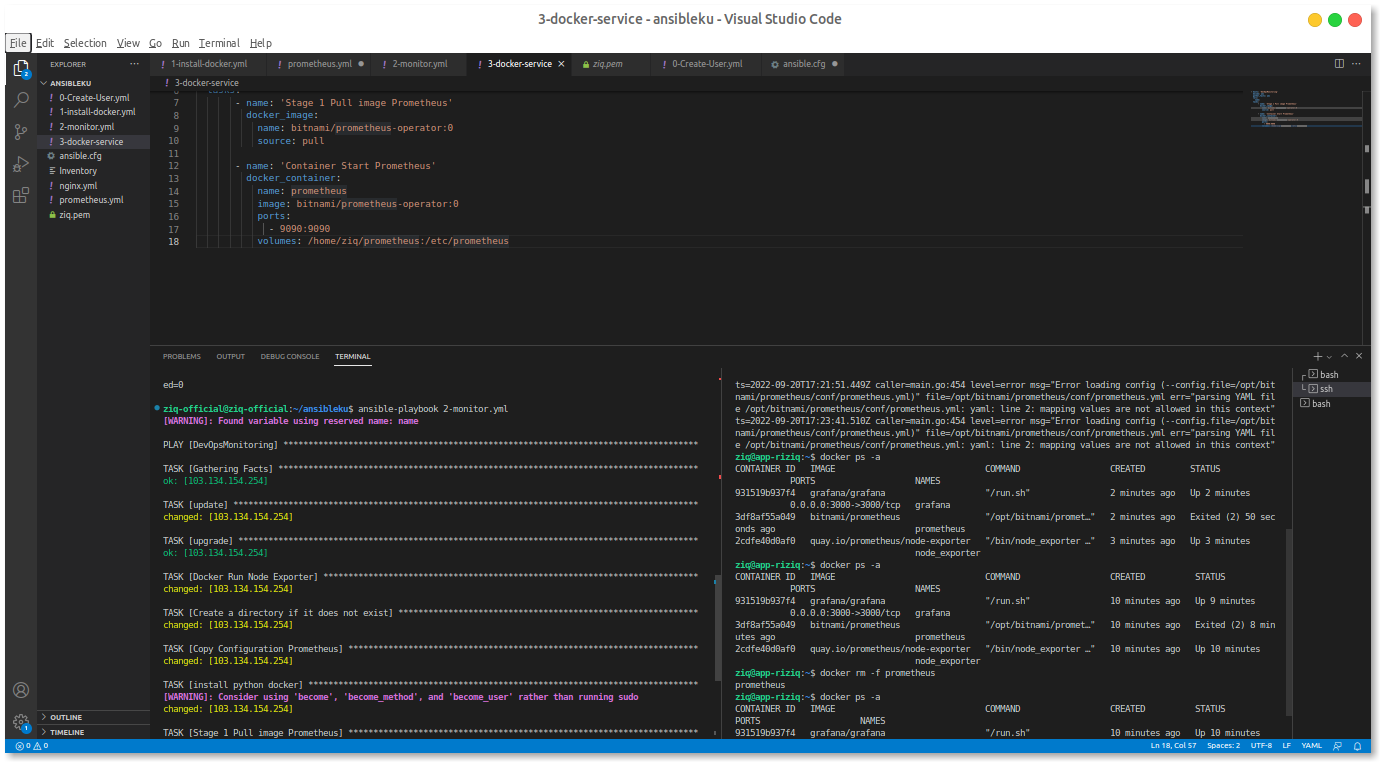 3-docker-service - ansibleku - Visual Studio Code
File Edit Selection View Go Run Terminal Help
EXPLORER
1-install-docker.yml
prometheus.yml
2-monitor.yml
3-docker-service
ziq.pem
0-Create-User.yml
ansible.cfg
ANSIBLEKU
0-Create-User.yml
1-install-docker.yml
2-monitor.yml
3-docker-service
ansible.cfg
Inventory
nginx.yml
prometheus.yml
ziq.pem
OUTLINE
TIMELINE
3-docker-service
7 - name: 'Stage 1 Pull image Prometheus'
8 docker_image:
9 name: bitnami/prometheus-operator:0
10 source: pull
11
12 - name: 'Container Start Prometheus'
13 docker_container:
14 name: prometheus
15 image: bitnami/prometheus-operator:0
16 ports:
17 - 9090:9090
18 volumes: /home/ziq/prometheus:/etc/prometheus
PROBLEMS OUTPUT DEBUG CONSOLE TERMINAL
ed=0
ziq-official@ziq-official:~/ansibleku$ ansible-playbook 2-monitor.yml
[WARNING]: Found variable using reserved name: name
PLAY [DevOpsMonitoring] ***********************************************************************************
TASK [Gathering Facts] ************************************************************************************
ok: [103.134.154.254]
TASK [update] *********************************************************************************************
changed: [103.134.154.254]
TASK [upgrade] ********************************************************************************************
ok: [103.134.154.254]
TASK [Docker Run Node Exporter] ***************************************************************************
changed: [103.134.154.254]
TASK [Create a directory if it does not exist] ************************************************************
changed: [103.134.154.254]
TASK [Copy Configuration Prometheus] **********************************************************************
changed: [103.134.154.254]
TASK [install python docker] ******************************************************************************
[WARNING]: Consider using 'become', 'become_method', and 'become_user' rather than running sudo
changed: [103.134.154.254]
TASK [Stage 1 Pull image Prometheus] **********************************************************************
ts=2022-09-20T17:21:51.449Z caller=main.go:454 level=error msg="Error loading config (--config.file=/opt/bit
nami/prometheus/conf/prometheus.yml)" file=/opt/bitnami/prometheus/conf/prometheus.yml err="parsing YAML fil
e /opt/bitnami/prometheus/conf/prometheus.yml: yaml: line 2: mapping values are not allowed in this context"
ts=2022-09-20T17:23:41.510Z caller=main.go:454 level=error msg="Error loading config (--config.file=/opt/bit
nami/prometheus/conf/prometheus.yml)" file=/opt/bitnami/prometheus/conf/prometheus.yml err="parsing YAML fil
e /opt/bitnami/prometheus/conf/prometheus.yml: yaml: line 2: mapping values are not allowed in this context"
ziq@app-riziq:~$ docker ps -a
CONTAINER ID IMAGE COMMAND CREATED STATUS
PORTS NAMES
931519b937f4 grafana/grafana "/run.sh" 2 minutes ago Up 2 minutes
0.0.0.0:3000->3000/tcp grafana
3df8af55a049 bitnami/prometheus "/opt/bitnami/promet…" 2 minutes ago Exited (2) 50 sec
onds ago prometheus
2cdfe40d0af0 quay.io/prometheus/node-exporter "/bin/node_exporter …" 3 minutes ago Up 3 minutes
node_exporter
ziq@app-riziq:~$ docker ps -a
CONTAINER ID IMAGE COMMAND CREATED STATUS
PORTS NAMES
931519b937f4 grafana/grafana "/run.sh" 10 minutes ago Up 9 minutes
0.0.0.0:3000->3000/tcp grafana
3df8af55a049 bitnami/prometheus "/opt/bitnami/promet…" 10 minutes ago Exited (2) 8 min
utes ago prometheus
2cdfe40d0af0 quay.io/prometheus/node-exporter "/bin/node_exporter …" 10 minutes ago Up 10 minutes
node_exporter
ziq@app-riziq:~$ docker rm -f prometheus
prometheus
ziq@app-riziq:~$ docker ps -a
CONTAINER ID IMAGE COMMAND CREATED STATUS
PORTS NAMES
931519b937f4 grafana/grafana "/run.sh" 10 minutes ago Up 10 minutes
bash
ssh
bash
0 0
Ln 18, Col 57 Spaces: 2 UTF-8 LF YAML